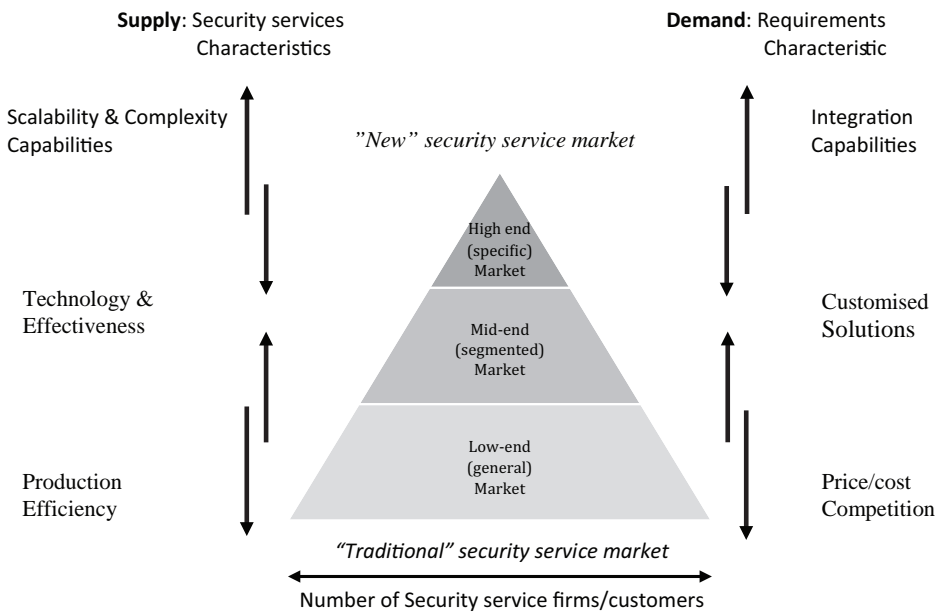 Supply: Security services
Characteristics
Demand: Requirements
Characteristic
Scalability & Complexity
Capabilities
”New” security service market
Integration
Capabilities
High end
(specific)
Market
Technology &
Effectiveness
Customised
Solutions
Mid-end
(segmented)
Market
Low-end
(general)
Market
Production
Efficiency
Price/cost
Competition
“Traditional” security service market
Number of Security service firms/customers